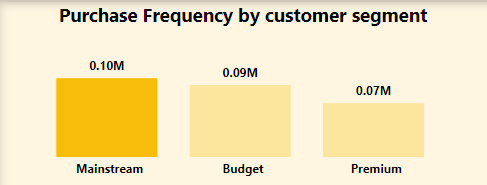 Purchase Frequency by customer segment
0.10M
0.09M
0.07M
Mainstream
Budget
Premium